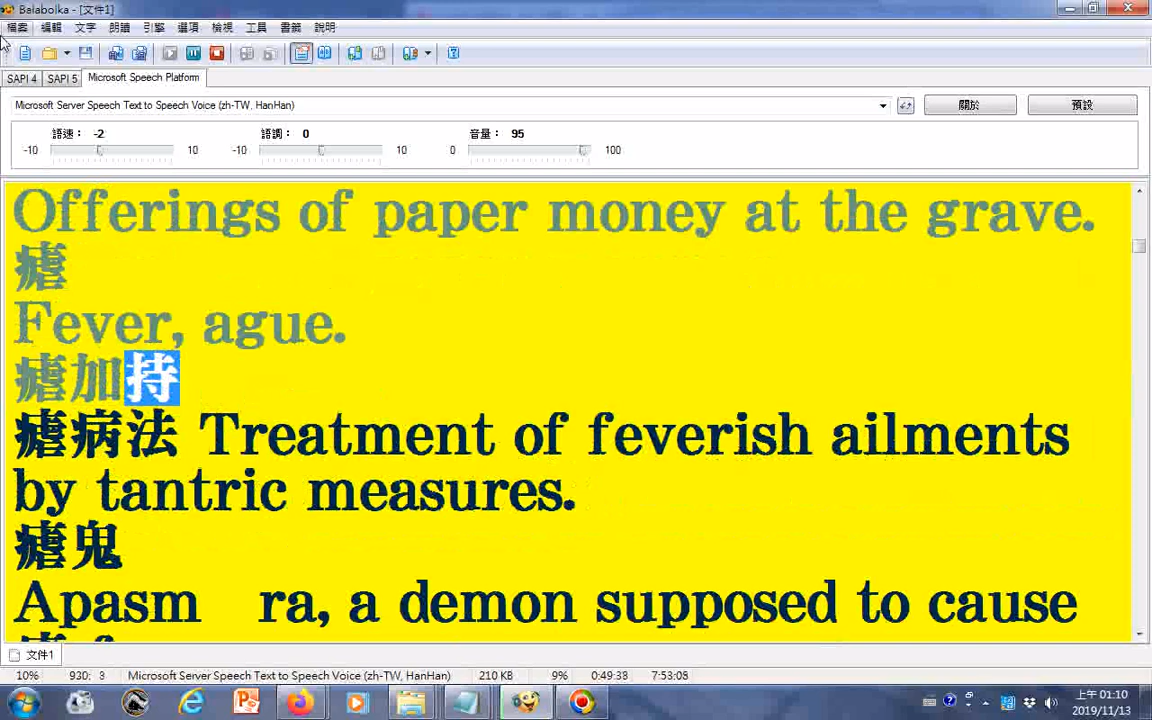 Balabolka - [文件1]
檔案 編輯 文字 朗讀 引擎 選項 檢視 工具 書籤 說明
SAPI 4 SAPI 5 Microsoft Speech Platform
Microsoft Server Speech Text to Speech Voice (zh-TW, HanHan) 關於 預設
語速： -2 語調： 0 音量： 95
-10 10 -10 10 0 100
Offerings of paper money at the grave.
瘧
Fever, ague.
瘧加持
瘧病法 Treatment of feverish ailments
by tantric measures.
瘧鬼
Apasm ra, a demon supposed to cause
文件1
10% 930: 3 Microsoft Server Speech Text to Speech Voice (zh-TW, HanHan) 210 KB 9% 0:49:38 7:53:08
上午 01:10
2019/11/13